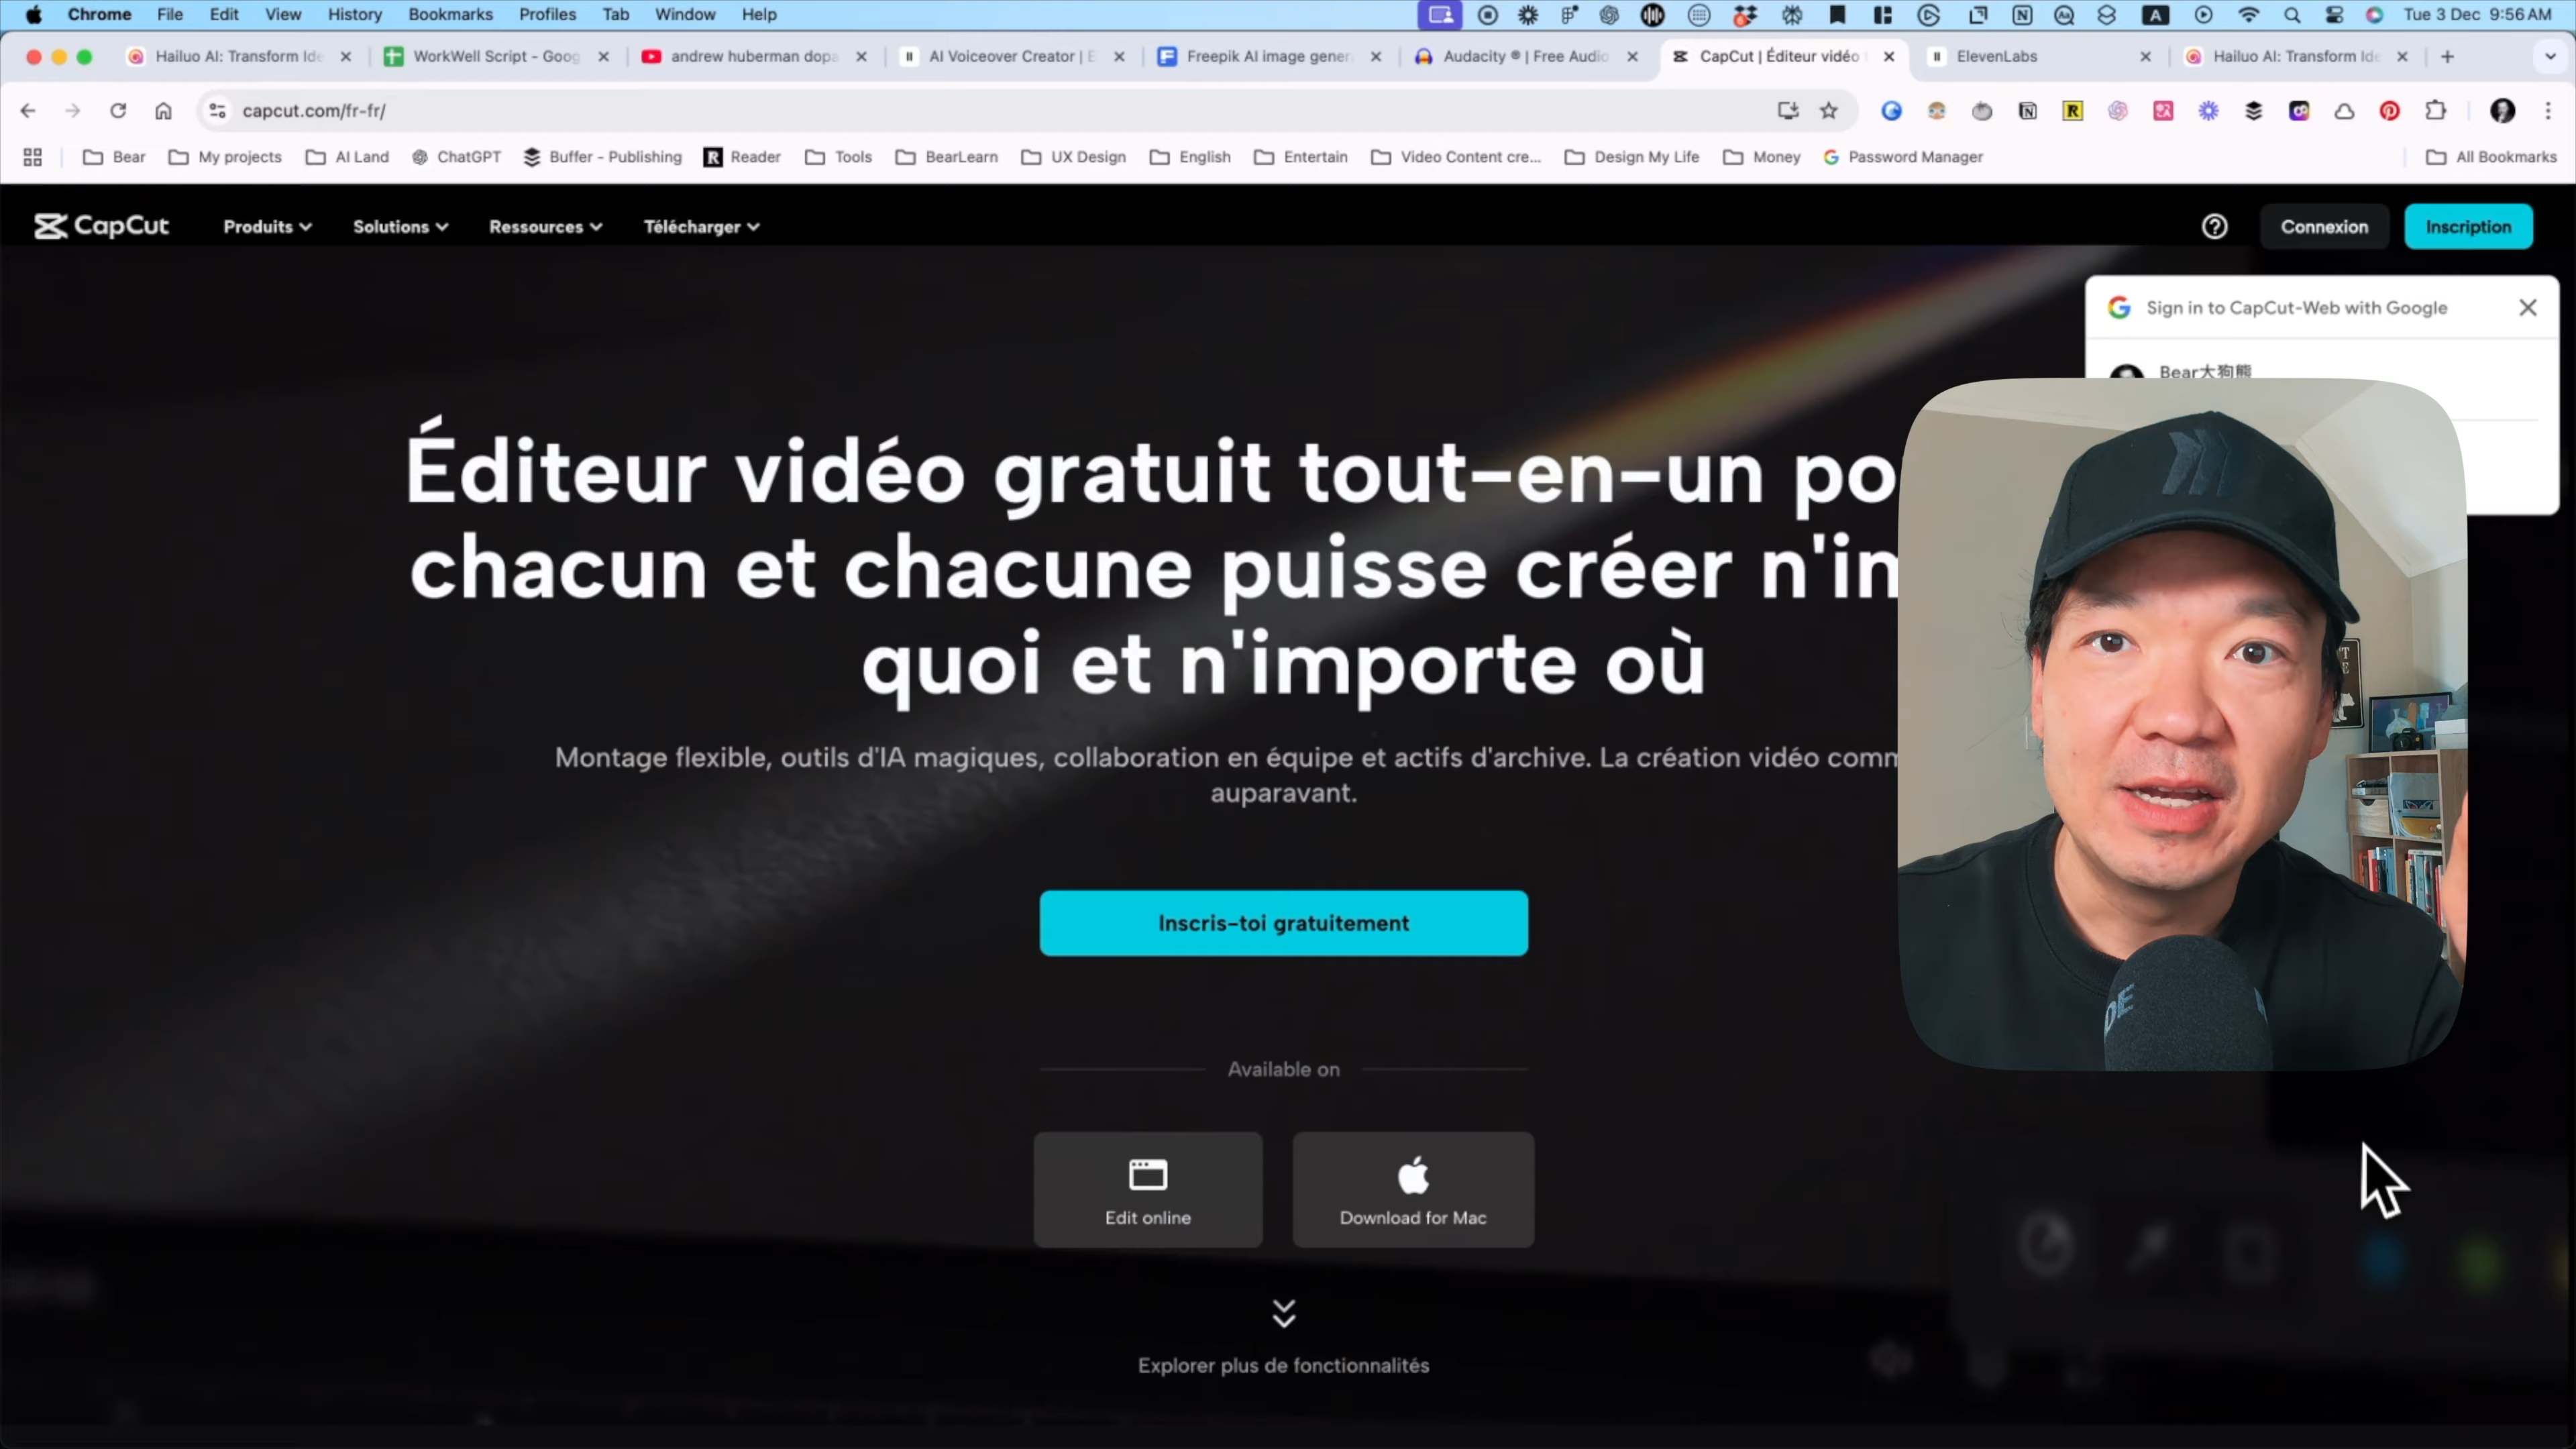 Chrome File Edit View History Bookmarks Profiles Tab Window Help Tue 3 Dec 9:56 AM
Hailuo AI: Transform Ide WorkWell Script - Goog andrew huberman dopa AI Voiceover Creator | E Freepik AI image gener Audacity ® | Free Audio CapCut | Éditeur vidéo ElevenLabs Hailuo AI: Transform Ide
capcut.com/fr-fr/
Bear My projects AI Land ChatGPT Buffer - Publishing Reader Tools BearLearn UX Design English Entertain Video Content cre... Design My Life Money Password Manager All Bookmarks
CapCut Produits Solutions Ressources Télécharger Connexion Inscription
Sign in to CapCut-Web with Google
Bear大狗熊
Éditeur vidéo gratuit tout-en-un po
chacun et chacune puisse créer n'im
quoi et n'importe où
Montage flexible, outils d'IA magiques, collaboration en équipe et actifs d'archive. La création vidéo comm
auparavant.
Inscris-toi gratuitement
Available on
Edit online
Download for Mac
Explorer plus de fonctionnalités